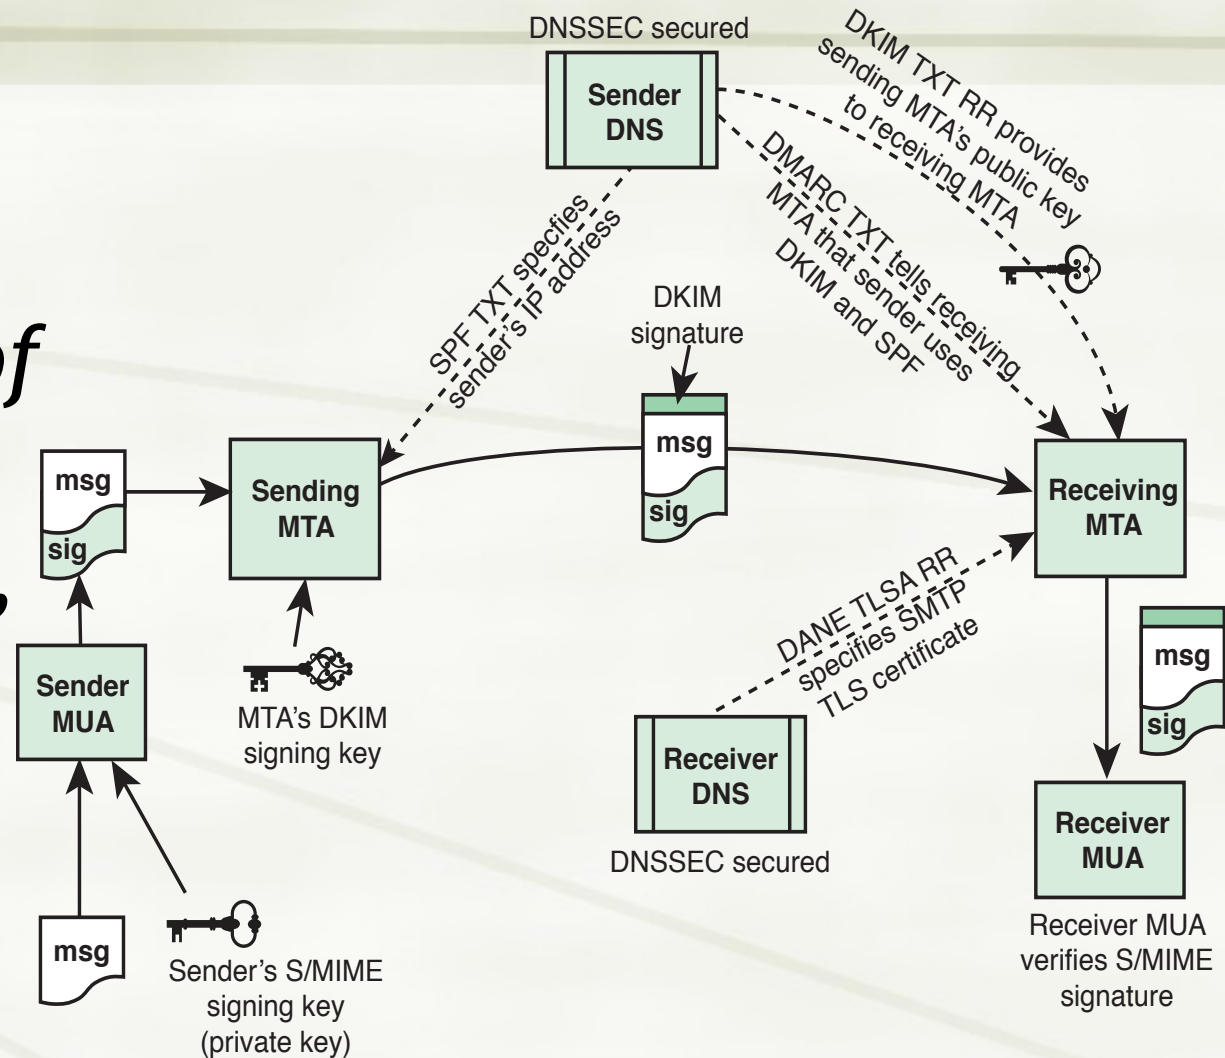 DNSSEC secured
Sender
DNS
DKIM TXT RR provides
sending MTA's public key
to receiving MTA
DMARC TXT tells receiving
MTA that sender uses
DKIM and SPF
SPF TXT specfies
sender's IP address
DKIM
signature
of
msg
sig
Sending
MTA
msg
sig
Receiving
MTA
DANE TLSA RR
specifies SMTP
TLS certificate
,
Sender
MUA
MTA's DKIM
signing key
msg
sig
Receiver
DNS
DNSSEC secured
Receiver
MUA
Receiver MUA
verifies S/MIME
signature
msg
Sender's S/MIME
signing key
(private key)